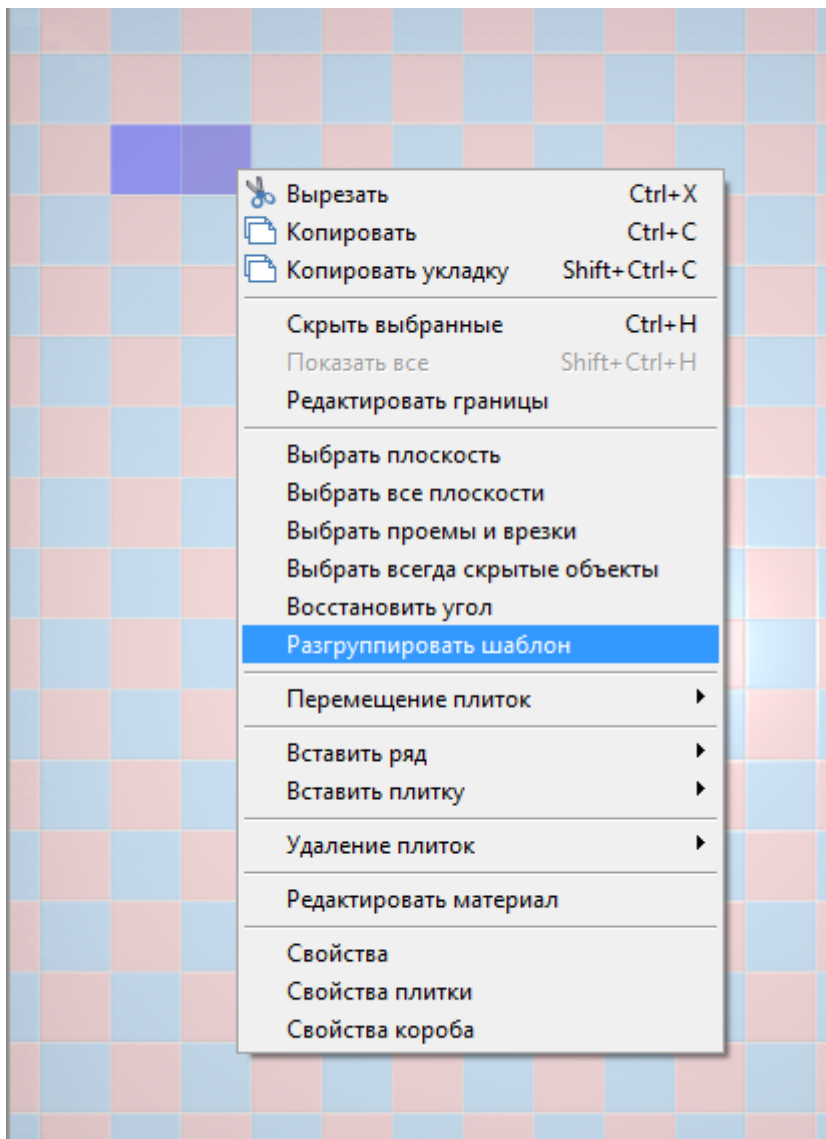 Вырезать Ctrl+X
Копировать Ctrl+C
Копировать укладку Shift+Ctrl+C
Скрыть выбранные Ctrl+H
Показать все Shift+Ctrl+H
Редактировать границы
Выбрать плоскость
Выбрать все плоскости
Выбрать проемы и врезки
Выбрать всегда скрытые объекты
Восстановить угол
Разгруппировать шаблон
Перемещение плиток
Вставить ряд
Вставить плитку
Удаление плиток
Редактировать материал
Свойства
Свойства плитки
Свойства короба